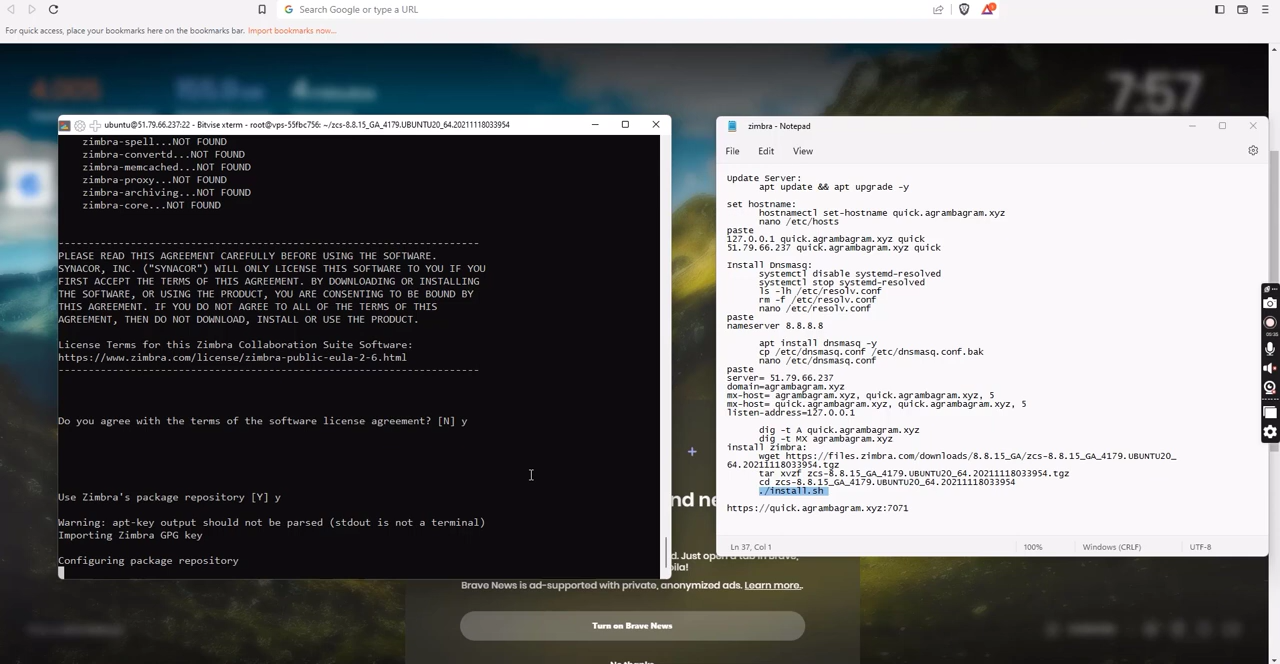 Search Google or type a URL
For quick access, place your bookmarks here on the bookmarks bar. Import bookmarks now...
7:57
ubuntu@51.79.66.237:22 - Bitvise xterm - root@vps-55fbc756: ~/zcs-8.8.15_GA_4179.UBUNTU20_64.20211118033954
zimbra-spell...NOT FOUND
zimbra-convertd...NOT FOUND
zimbra-memcached...NOT FOUND
zimbra-proxy...NOT FOUND
zimbra-archiving...NOT FOUND
zimbra-core...NOT FOUND
----------------------------------------------------------------------
PLEASE READ THIS AGREEMENT CAREFULLY BEFORE USING THE SOFTWARE.
SYNACOR, INC. ("SYNACOR") WILL ONLY LICENSE THIS SOFTWARE TO YOU IF YOU
FIRST ACCEPT THE TERMS OF THIS AGREEMENT. BY DOWNLOADING OR INSTALLING
THE SOFTWARE, OR USING THE PRODUCT, YOU ARE CONSENTING TO BE BOUND BY
THIS AGREEMENT. IF YOU DO NOT AGREE TO ALL OF THE TERMS OF THIS
AGREEMENT, THEN DO NOT DOWNLOAD, INSTALL OR USE THE PRODUCT.
License Terms for this Zimbra Collaboration Suite Software:
https://www.zimbra.com/license/zimbra-public-eula-2-6.html
----------------------------------------------------------------------
Do you agree with the terms of the software license agreement? [N] y
Use Zimbra's package repository [Y] y
Warning: apt-key output should not be parsed (stdout is not a terminal)
Importing Zimbra GPG key
Configuring package repository
zimbra - Notepad
File Edit View
Update Server:
apt update && apt upgrade -y
set hostname:
hostnamectl set-hostname quick.agrambagram.xyz
nano /etc/hosts
paste
127.0.0.1 quick.agrambagram.xyz quick
51.79.66.237 quick.agrambagram.xyz quick
Install Dnsmasq:
systemctl disable systemd-resolved
systemctl stop systemd-resolved
ls -lh /etc/resolv.conf
rm -f /etc/resolv.conf
nano /etc/resolv.conf
paste
nameserver 8.8.8.8
apt install dnsmasq -y
cp /etc/dnsmasq.conf /etc/dnsmasq.conf.bak
nano /etc/dnsmasq.conf
paste
server= 51.79.66.237
domain=agrambagram.xyz
mx-host= agrambagram.xyz, quick.agrambagram.xyz, 5
mx-host= quick.agrambagram.xyz, quick.agrambagram.xyz, 5
listen-address=127.0.0.1
dig -t A quick.agrambagram.xyz
dig -t MX agrambagram.xyz
install zimbra:
wget https://files.zimbra.com/downloads/8.8.15_GA/zcs-8.8.15_GA_4179.UBUNTU20_
64.20211118033954.tgz
tar xvzf zcs-8.8.15_GA_4179.UBUNTU20_64.20211118033954.tgz
cd zcs-8.8.15_GA_4179.UBUNTU20_64.20211118033954
./install.sh
https://quick.agrambagram.xyz:7071
Ln 37, Col 1 100% Windows (CRLF) UTF-8
Brave News is ad-supported with private, anonymized ads. Learn more..
Turn on Brave News